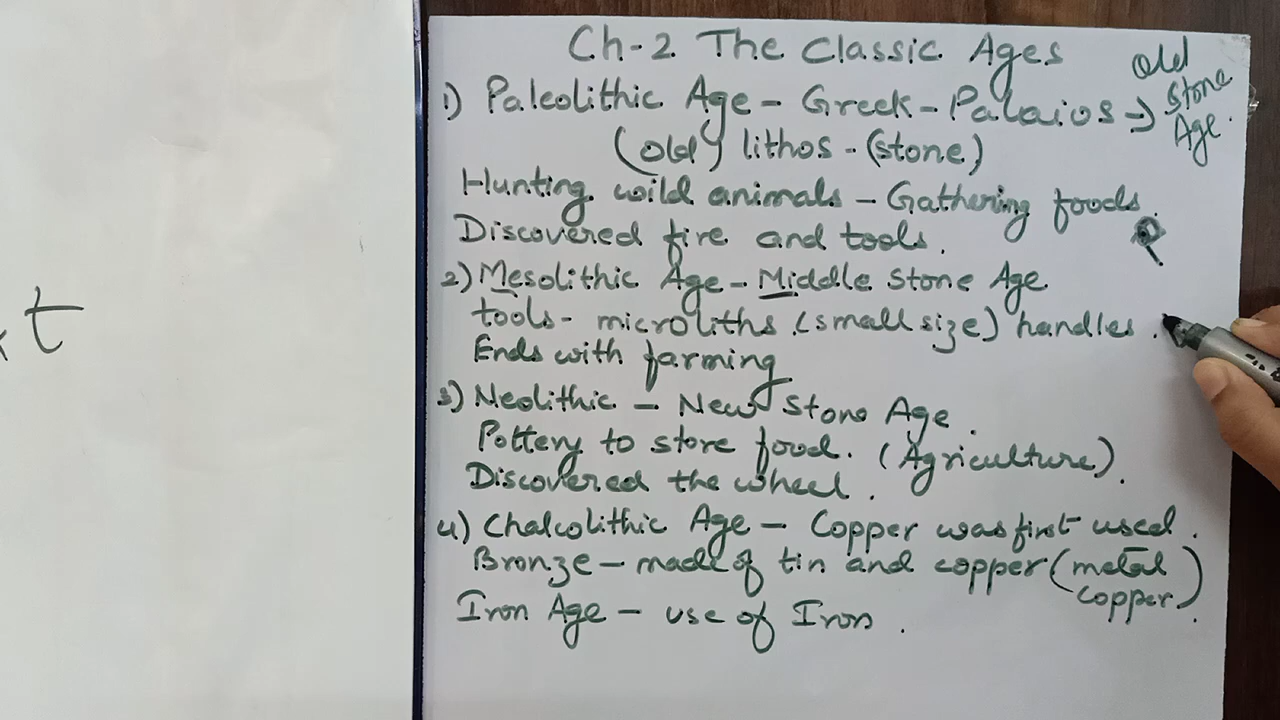 Ch-2 The Classic Ages
1) Paleolithic Age - Greek - Palaios → Old Stone Age.
(old) lithos - (stone)
Hunting wild animals - Gathering foods.
Discovered fire and tools.
2) Mesolithic Age - Middle Stone Age
tools - microliths (small size) handles.
Ends with farming
3) Neolithic - New Stone Age.
Pottery to store food. (Agriculture).
Discovered the wheel.
4) Chalcolithic Age - Copper was first used.
Bronze - made of tin and copper (metal copper).
Iron Age - use of Iron.
t